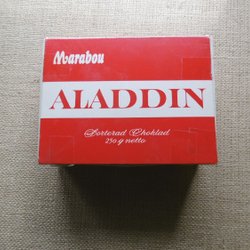 Marabou
ALADDIN
Sorterad Choklad
250 g netto